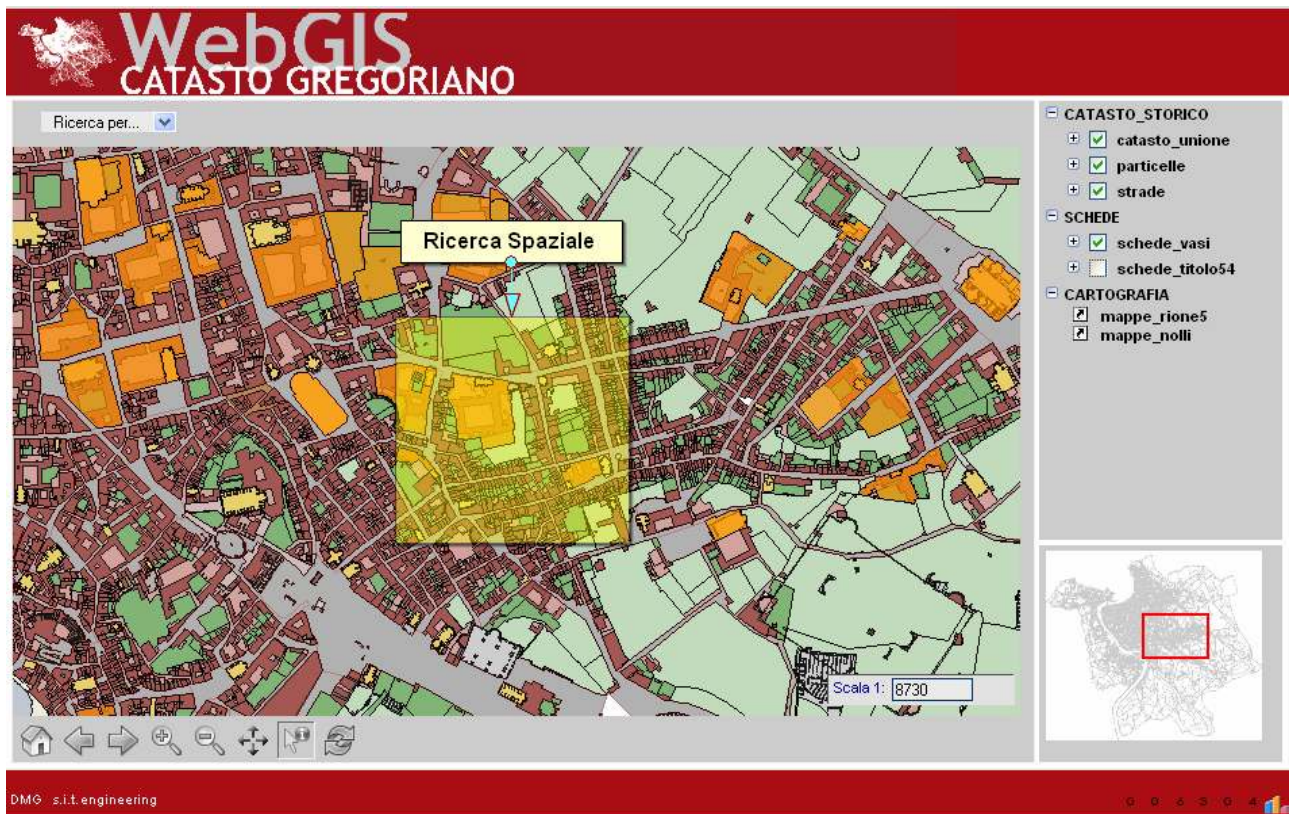 WebGIS
CATASTO GREGORIANO
Ricerca per...
Ricerca Spaziale
Scala 1: 8730
CATASTO_STORICO
catasto_unione
particelle
strade
SCHEDE
schede_vasi
schede_titolo54
CARTOGRAFIA
mappe_rione5
mappe_nolli
DMG s.i.t.engineering
0 0 6 3 0 4